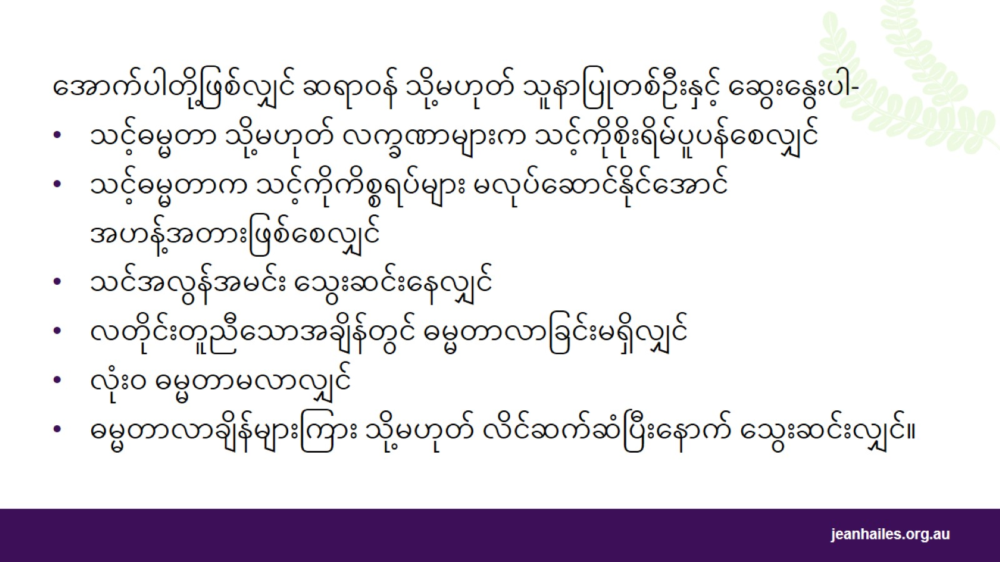 အောက်ပါတို့ဖြစ်လျှင် ဆရာဝန် သို့မဟုတ် သူနာပြုတစ်ဦးနှင့် ဆွေးနွေးပါ-
• သင့်ဓမ္မတာ သို့မဟုတ် လက္ခဏာများက သင့်ကိုစိုးရိမ်ပူပန်စေလျှင်
• သင့်ဓမ္မတာက သင့်ကိုကိစ္စရပ်များ မလုပ်ဆောင်နိုင်အောင်
အဟန့်အတားဖြစ်စေလျှင်
• သင်အလွန်အမင်း သွေးဆင်းနေလျှင်
• လတိုင်းတူညီသောအချိန်တွင် ဓမ္မတာလာခြင်းမရှိလျှင်
• လုံးဝ ဓမ္မတာမလာလျှင်
• ဓမ္မတာလာချိန်များကြား သို့မဟုတ် လိင်ဆက်ဆံပြီးနောက် သွေးဆင်းလျှင်။
jeanhailes.org.au